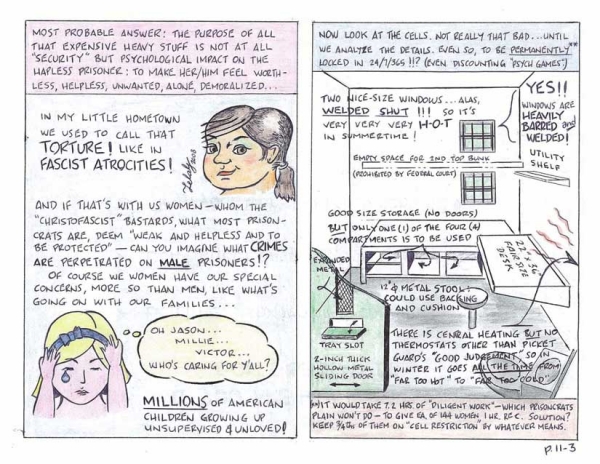 MOST PROBABLE ANSWER: THE PURPOSE OF ALL
THAT EXPENSIVE HEAVY STUFF IS NOT AT ALL
"SECURITY" BUT PSYCHOLOGICAL IMPACT ON THE
HAPLESS PRISONER: TO MAKE HER/HIM FEEL WORTH-
LESS, HELPLESS, UNWANTED, ALONE, DEMORALIZED...
IN MY LITTLE HOMETOWN
WE USED TO CALL THAT
TORTURE! LIKE IN
FASCIST ATROCITIES!
AND IF THAT'S WITH US WOMEN—WHOM THE
"CHRISTOFASCIST" BASTARDS, WHAT MOST PRISON-
CRATS ARE, DEEM "WEAK AND HELPLESS AND TO
BE PROTECTED"—CAN YOU IMAGINE WHAT CRIMES
ARE PERPETRATED ON MALE PRISONERS!?
OF COURSE WE WOMEN HAVE OUR SPECIAL
CONCERNS, MORE SO THAN MEN, LIKE WHAT'S
GOING ON WITH OUR FAMILIES...
OH JASON...
MILLIE...
VICTOR...
WHO'S CARING FOR Y'ALL?
MILLIONS OF AMERICAN
CHILDREN GROWING UP
UNSUPERVISED & UNLOVED!
NOW LOOK AT THE CELLS. NOT REALLY THAT BAD...UNTIL
WE ANALYZE THE DETAILS. EVEN SO, TO BE PERMANENTLY**
LOCKED IN 24/7/365 !!? (EVEN DISCOUNTING "PSYCH GAMES")
TWO NICE-SIZE WINDOWS...ALAS,
WELDED SHUT!!! SO IT'S
VERY VERY VERY H-O-T
IN SUMMERTIME!
YES!!
WINDOWS ARE
HEAVILY
BARRED and
WELDED!
UTILITY
SHELF
EMPTY SPACE FOR 2ND, TOP BUNK
(PROHIBITED BY FEDERAL COURT)
GOOD SIZE STORAGE (NO DOORS)
BUT ONLY ONE (1) OF THE FOUR (4)
COMPARTMENTS IS TO BE USED
22" x 36"
FAIR SIZE
DESK
EXPANDED
METAL
12" ϕ METAL STOOL:
COULD USE BACKING
AND CUSHION
TRAY SLOT
2-INCH THICK
HOLLOW METAL
SLIDING DOOR
THERE IS CENTRAL HEATING BUT NO
THERMOSTATS OTHER THAN PICKET
GUARD'S "GOOD JUDGEMENT," SO IN
WINTER IT GOES ALL THE TIME FROM
"FAR TOO HOT" TO "FAR TOO COLD"
**)IT WOULD TAKE 7.2 HRS. OF "DILIGENT WORK"—WHICH PRISONCRATS
PLAIN WON'T DO—TO GIVE EA. OF 144 WOMEN, 1 HR. REC. SOLUTION?
KEEP 3/4THS OF THEM ON "CELL RESTRICTION" BY WHATEVER MEANS.
P. 11-3